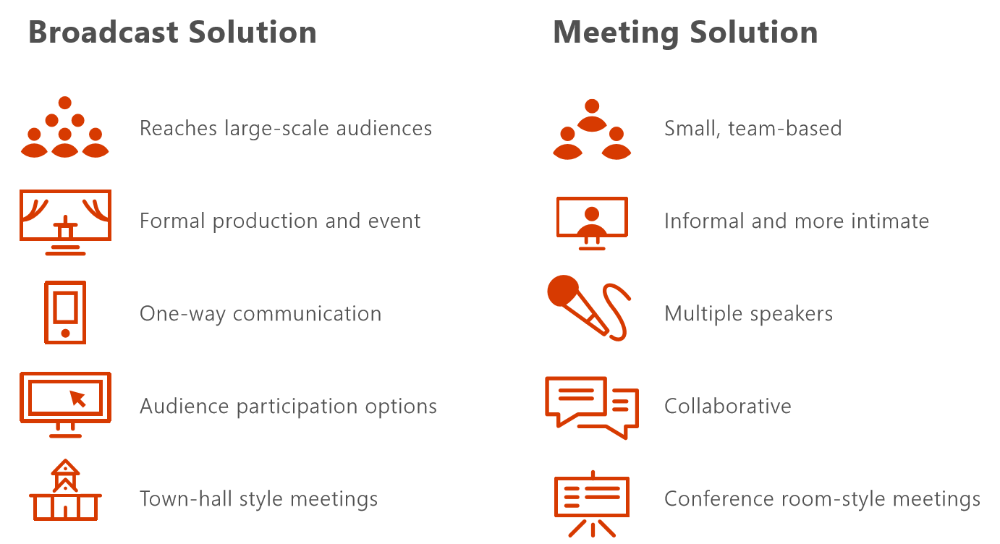 Broadcast Solution
Reaches large-scale audiences
Formal production and event
One-way communication
Audience participation options
Town-hall style meetings
Meeting Solution
Small, team-based
Informal and more intimate
Multiple speakers
Collaborative
Conference room-style meetings